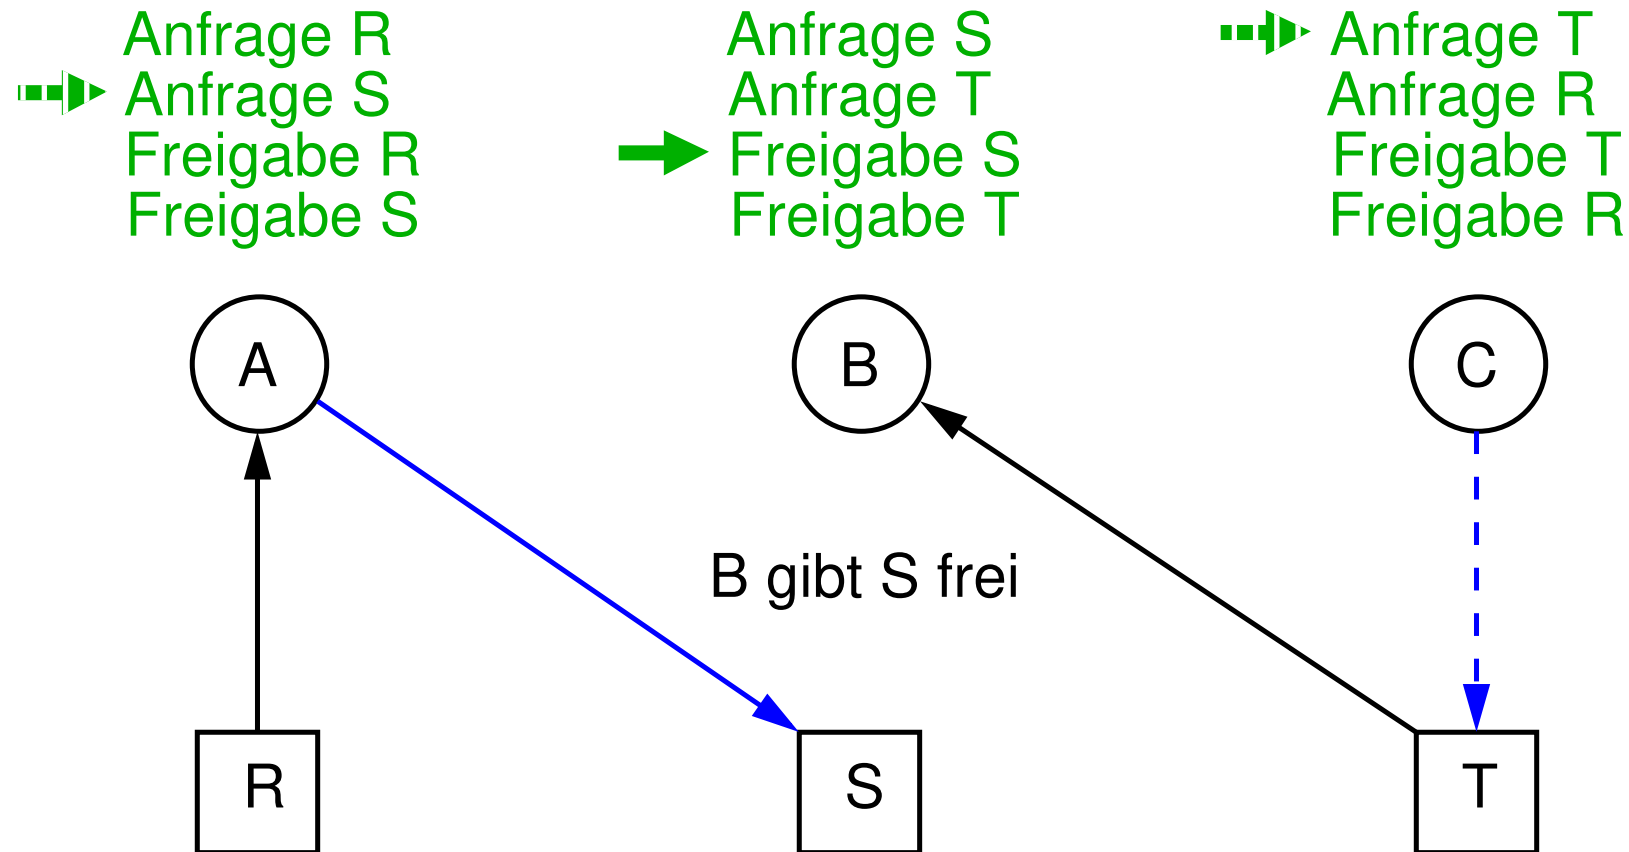 Anfrage R
Anfrage S
Freigabe R
Freigabe S
Anfrage S
Anfrage T
Freigabe S
Freigabe T
Anfrage T
Anfrage R
Freigabe T
Freigabe R
A
B
C
B gibt S frei
R
S
T